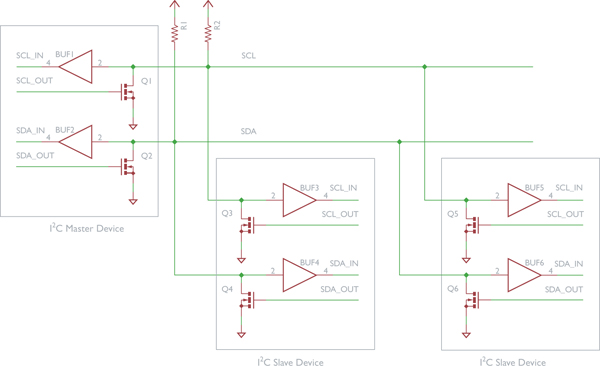 R1
R2
SCL_IN
BUF1
4
2
SCL
SCL_OUT
Q1
SDA_IN
BUF2
4
2
SDA
SDA_OUT
Q2
I²C Master Device
2
BUF3
4
SCL_IN
Q3
SCL_OUT
2
BUF4
4
SDA_IN
Q4
SDA_OUT
I²C Slave Device
2
BUF5
4
SCL_IN
Q5
SCL_OUT
2
BUF6
4
SDA_IN
Q6
SDA_OUT
I²C Slave Device